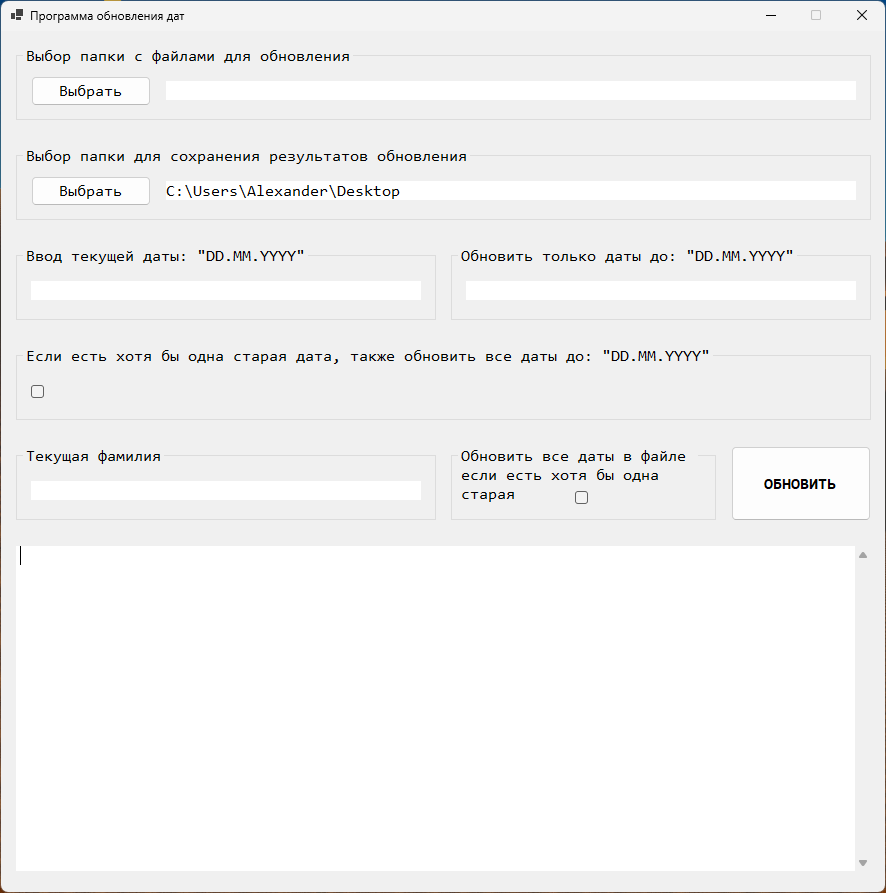 Программа обновления дат
Выбор папки с файлами для обновления
Выбрать
Выбор папки для сохранения результатов обновления
Выбрать
C:\Users\Alexander\Desktop
Ввод текущей даты: "DD.MM.YYYY"
Обновить только даты до: "DD.MM.YYYY"
Если есть хотя бы одна старая дата, также обновить все даты до: "DD.MM.YYYY"
Текущая фамилия
Обновить все даты в файле
если есть хотя бы одна
старая
ОБНОВИТЬ